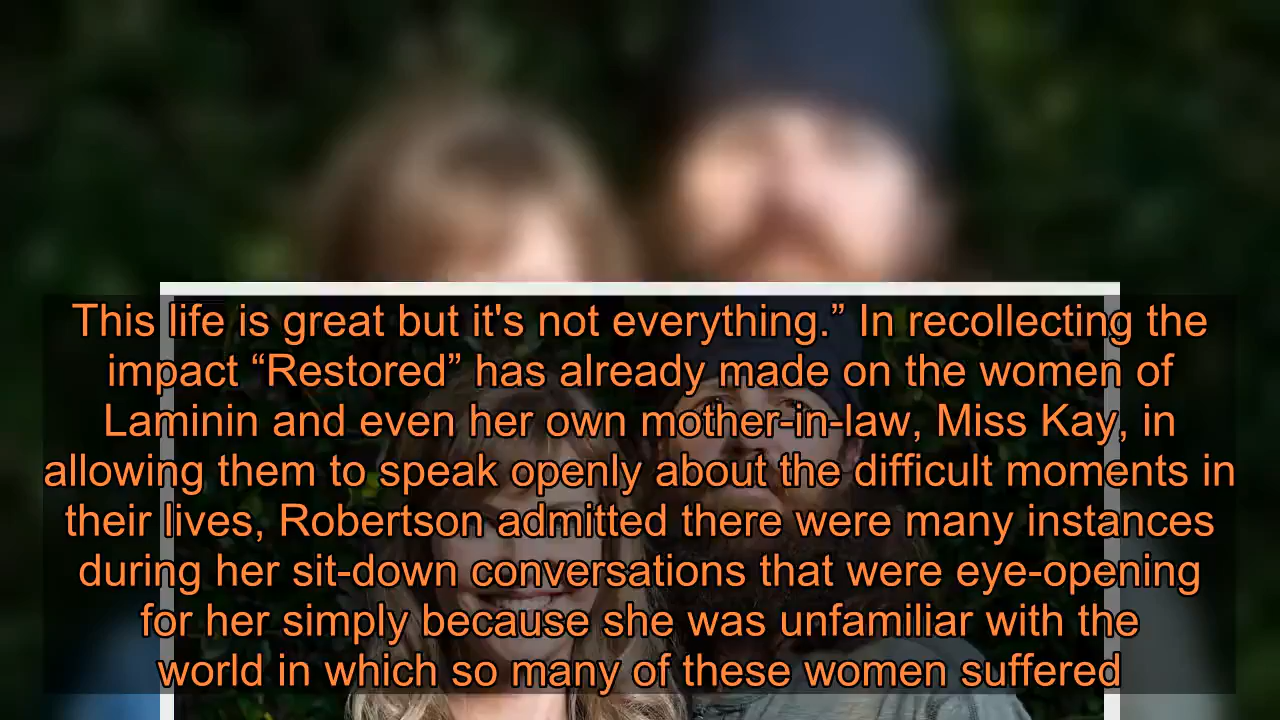 This life is great but it's not everything.” In recollecting the
impact “Restored” has already made on the women of
Laminin and even her own mother-in-law, Miss Kay, in
allowing them to speak openly about the difficult moments in
their lives, Robertson admitted there were many instances
during her sit-down conversations that were eye-opening
for her simply because she was unfamiliar with the
world in which so many of these women suffered